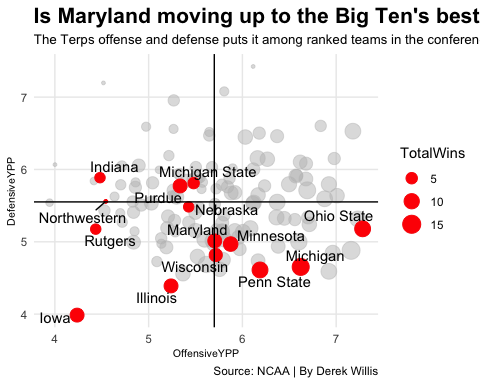 Is Maryland moving up to the Big Ten's best
The Terps offense and defense puts it among ranked teams in the conferen
7
6
5
4
DefensiveYPP
Indiana
Michigan State
Purdue
Northwestern
Nebraska
Rutgers
Maryland
Minnesota
Ohio State
Wisconsin
Michigan
Penn State
Illinois
Iowa
4
5
6
7
OffensiveYPP
TotalWins
5
10
15
Source: NCAA | By Derek Willis